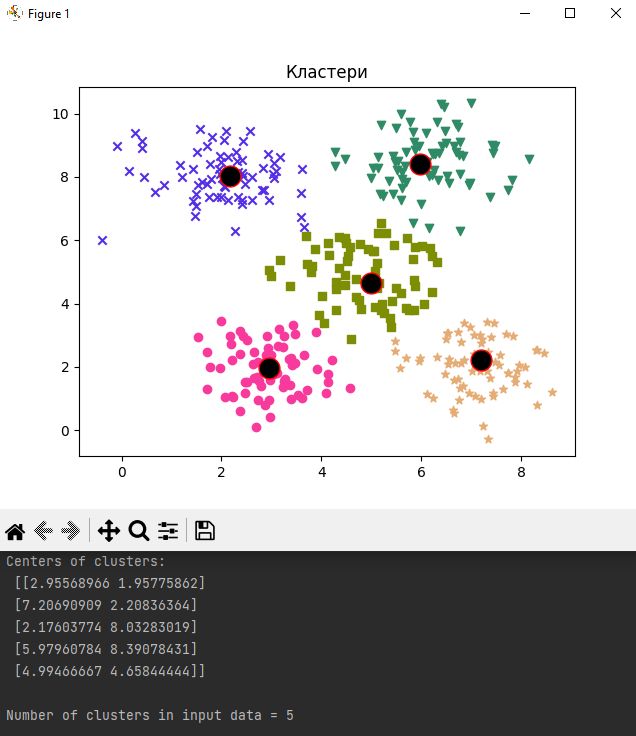 Figure 1
Кластери
10
8
6
4
2
0
0 2 4 6 8
Centers of clusters:
[[2.95568966 1.95775862]
[7.20690909 2.20836364]
[2.17603774 8.03283019]
[5.97960784 8.39078431]
[4.99466667 4.65844444]]
Number of clusters in input data = 5